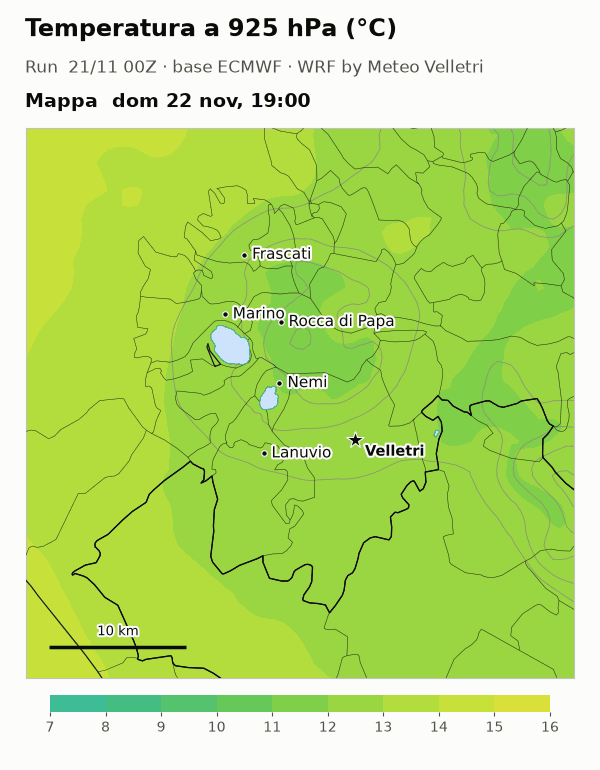 Temperatura a 925 hPa (°C)
Run  21/11 00Z · base ECMWF · WRF by Meteo Velletri
Mappa  dom 22 nov, 19:00
Frascati
Marino
Rocca di Papa
Nemi
Velletri
Lanuvio
10 km
7 8 9 10 11 12 13 14 15 16